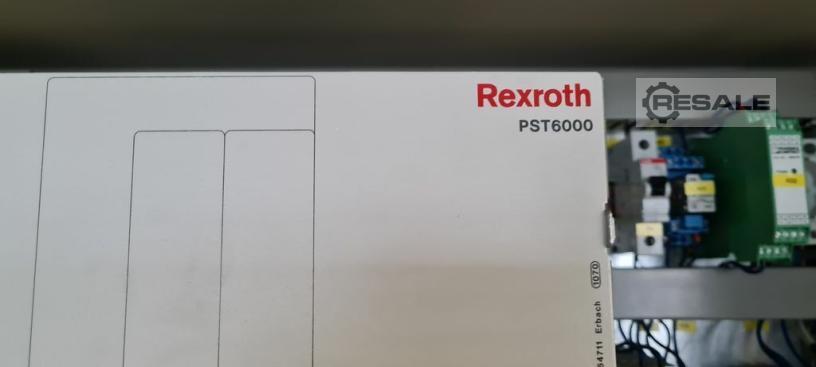 Rexroth
PST6000
RESALE
64711 Erbach 1070